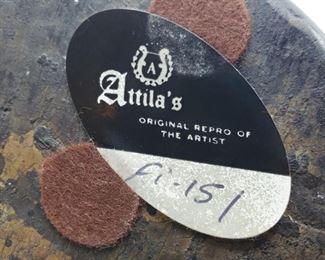 A
Attila's
ORIGINAL REPRO OF
THE ARTIST
fi-151